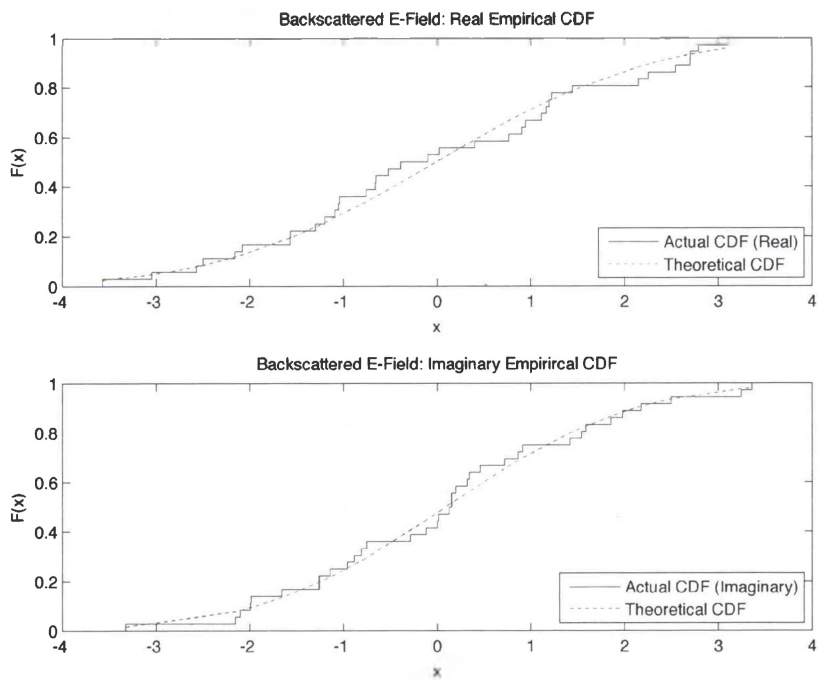 Backscattered E-Field: Real Empirical CDF
1
0.8
0.6
0.4
0.2
0
F(x)
-4 -3 -2 -1 0 1 2 3 4
x
Actual CDF (Real)
Theoretical CDF
Backscattered E-Field: Imaginary Empirircal CDF
1
0.8
0.6
0.4
0.2
0
F(x)
-4 -3 -2 -1 0 1 2 3 4
x
Actual CDF (Imaginary)
Theoretical CDF